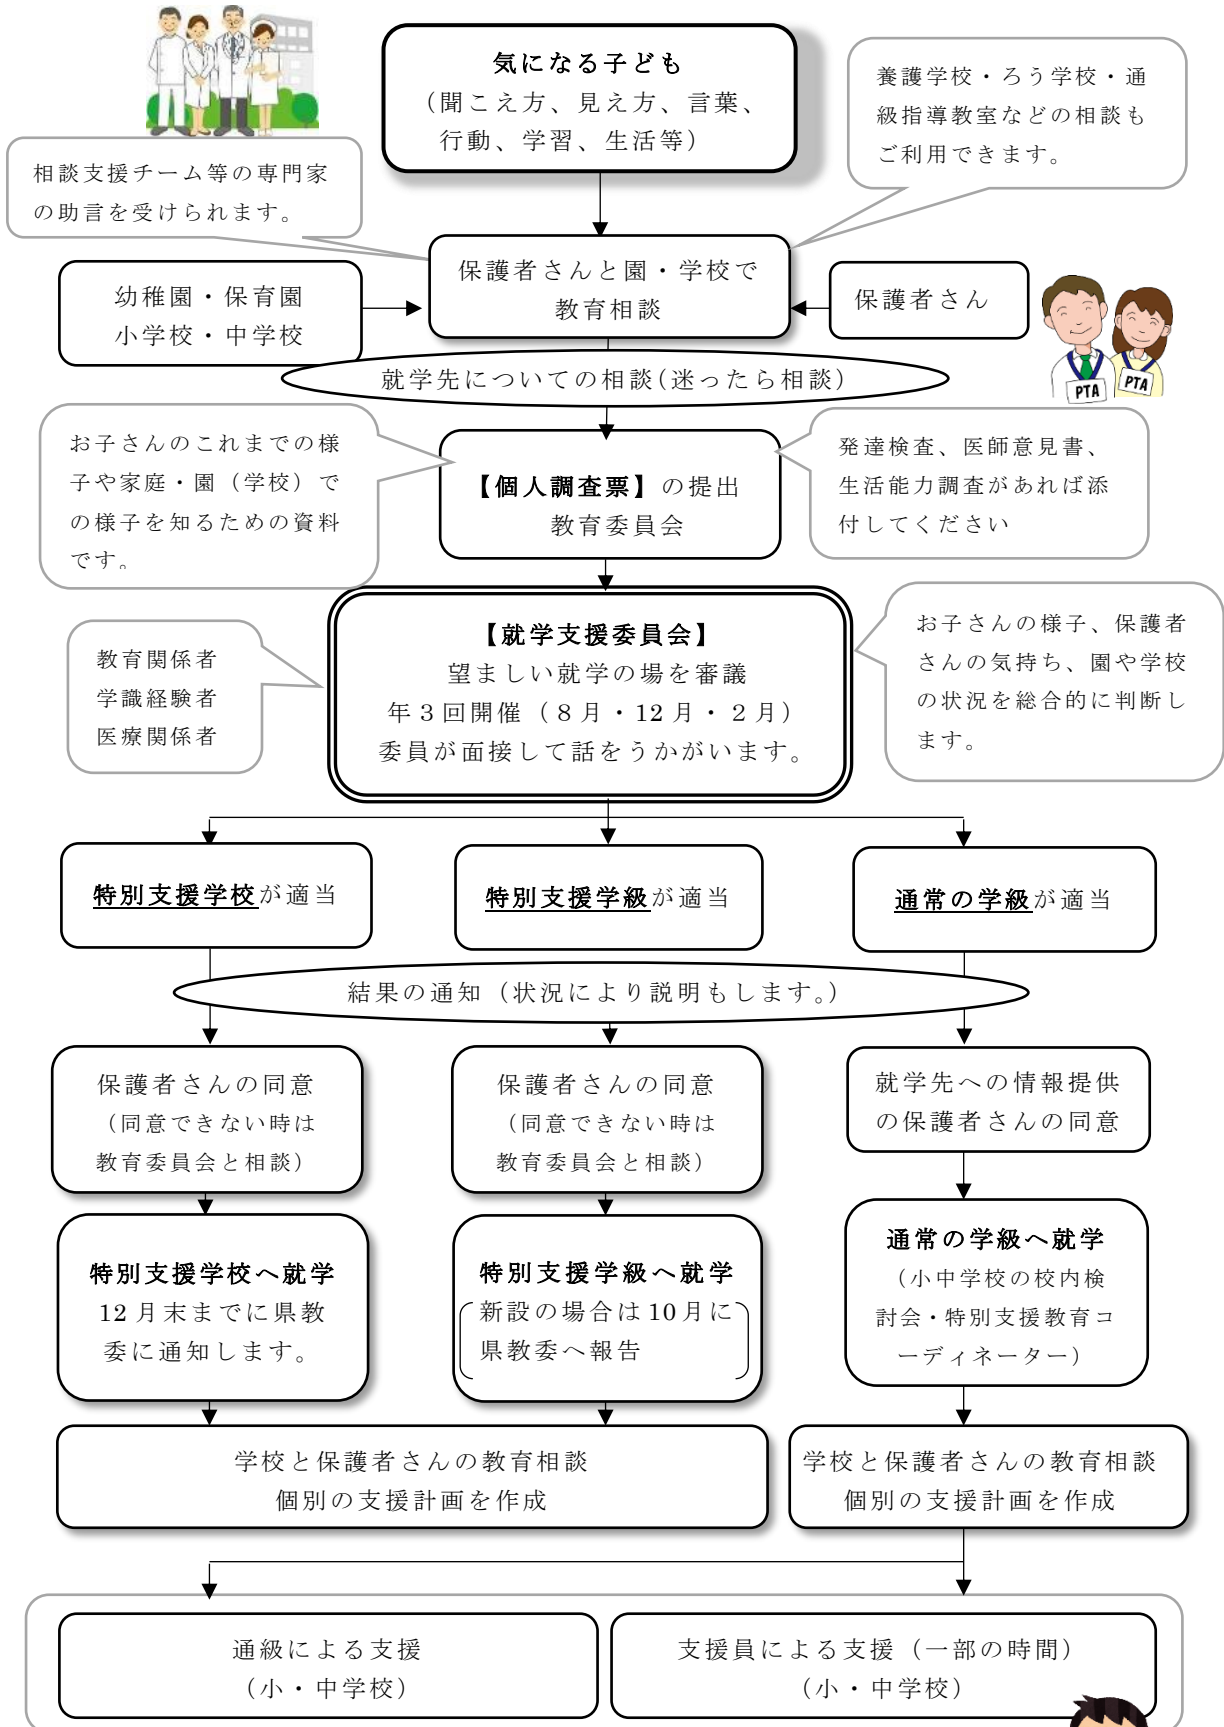 気になる子ども
（聞こえ方、見え方、言葉、
行動、学習、生活等）
養護学校・ろう学校・通
級指導教室などの相談も
ご利用できます。
相談支援チーム等の専門家
の助言を受けられます。
保護者さんと園・学校で
教育相談
幼稚園・保育園
小学校・中学校
保護者さん
PTA
PTA
就学先についての相談（迷ったら相談）
お子さんのこれまでの様
子や家庭・園（学校）で
の様子を知るための資料
です。
【個人調査票】の提出
教育委員会
発達検査、医師意見書、
生活能力調査があれば添
付してください
教育関係者
学識経験者
医療関係者
【就学支援委員会】
望ましい就学の場を審議
年３回開催（８月・12月・２月）
委員が面接して話をうかがいます。
お子さんの様子、保護者
さんの気持ち、園や学校
の状況を総合的に判断し
ます。
特別支援学校が適当
特別支援学級が適当
通常の学級が適当
結果の通知（状況により説明もします。）
保護者さんの同意
（同意できない時は
教育委員会と相談）
保護者さんの同意
（同意できない時は
教育委員会と相談）
就学先への情報提供
の保護者さんの同意
特別支援学校へ就学
12月末までに県教
委に通知します。
特別支援学級へ就学
新設の場合は10月に
県教委へ報告
通常の学級へ就学
（小中学校の校内検
討会・特別支援教育コ
ーディネーター）
学校と保護者さんの教育相談
個別の支援計画を作成
学校と保護者さんの教育相談
個別の支援計画を作成
通級による支援
（小・中学校）
支援員による支援（一部の時間）
（小・中学校）